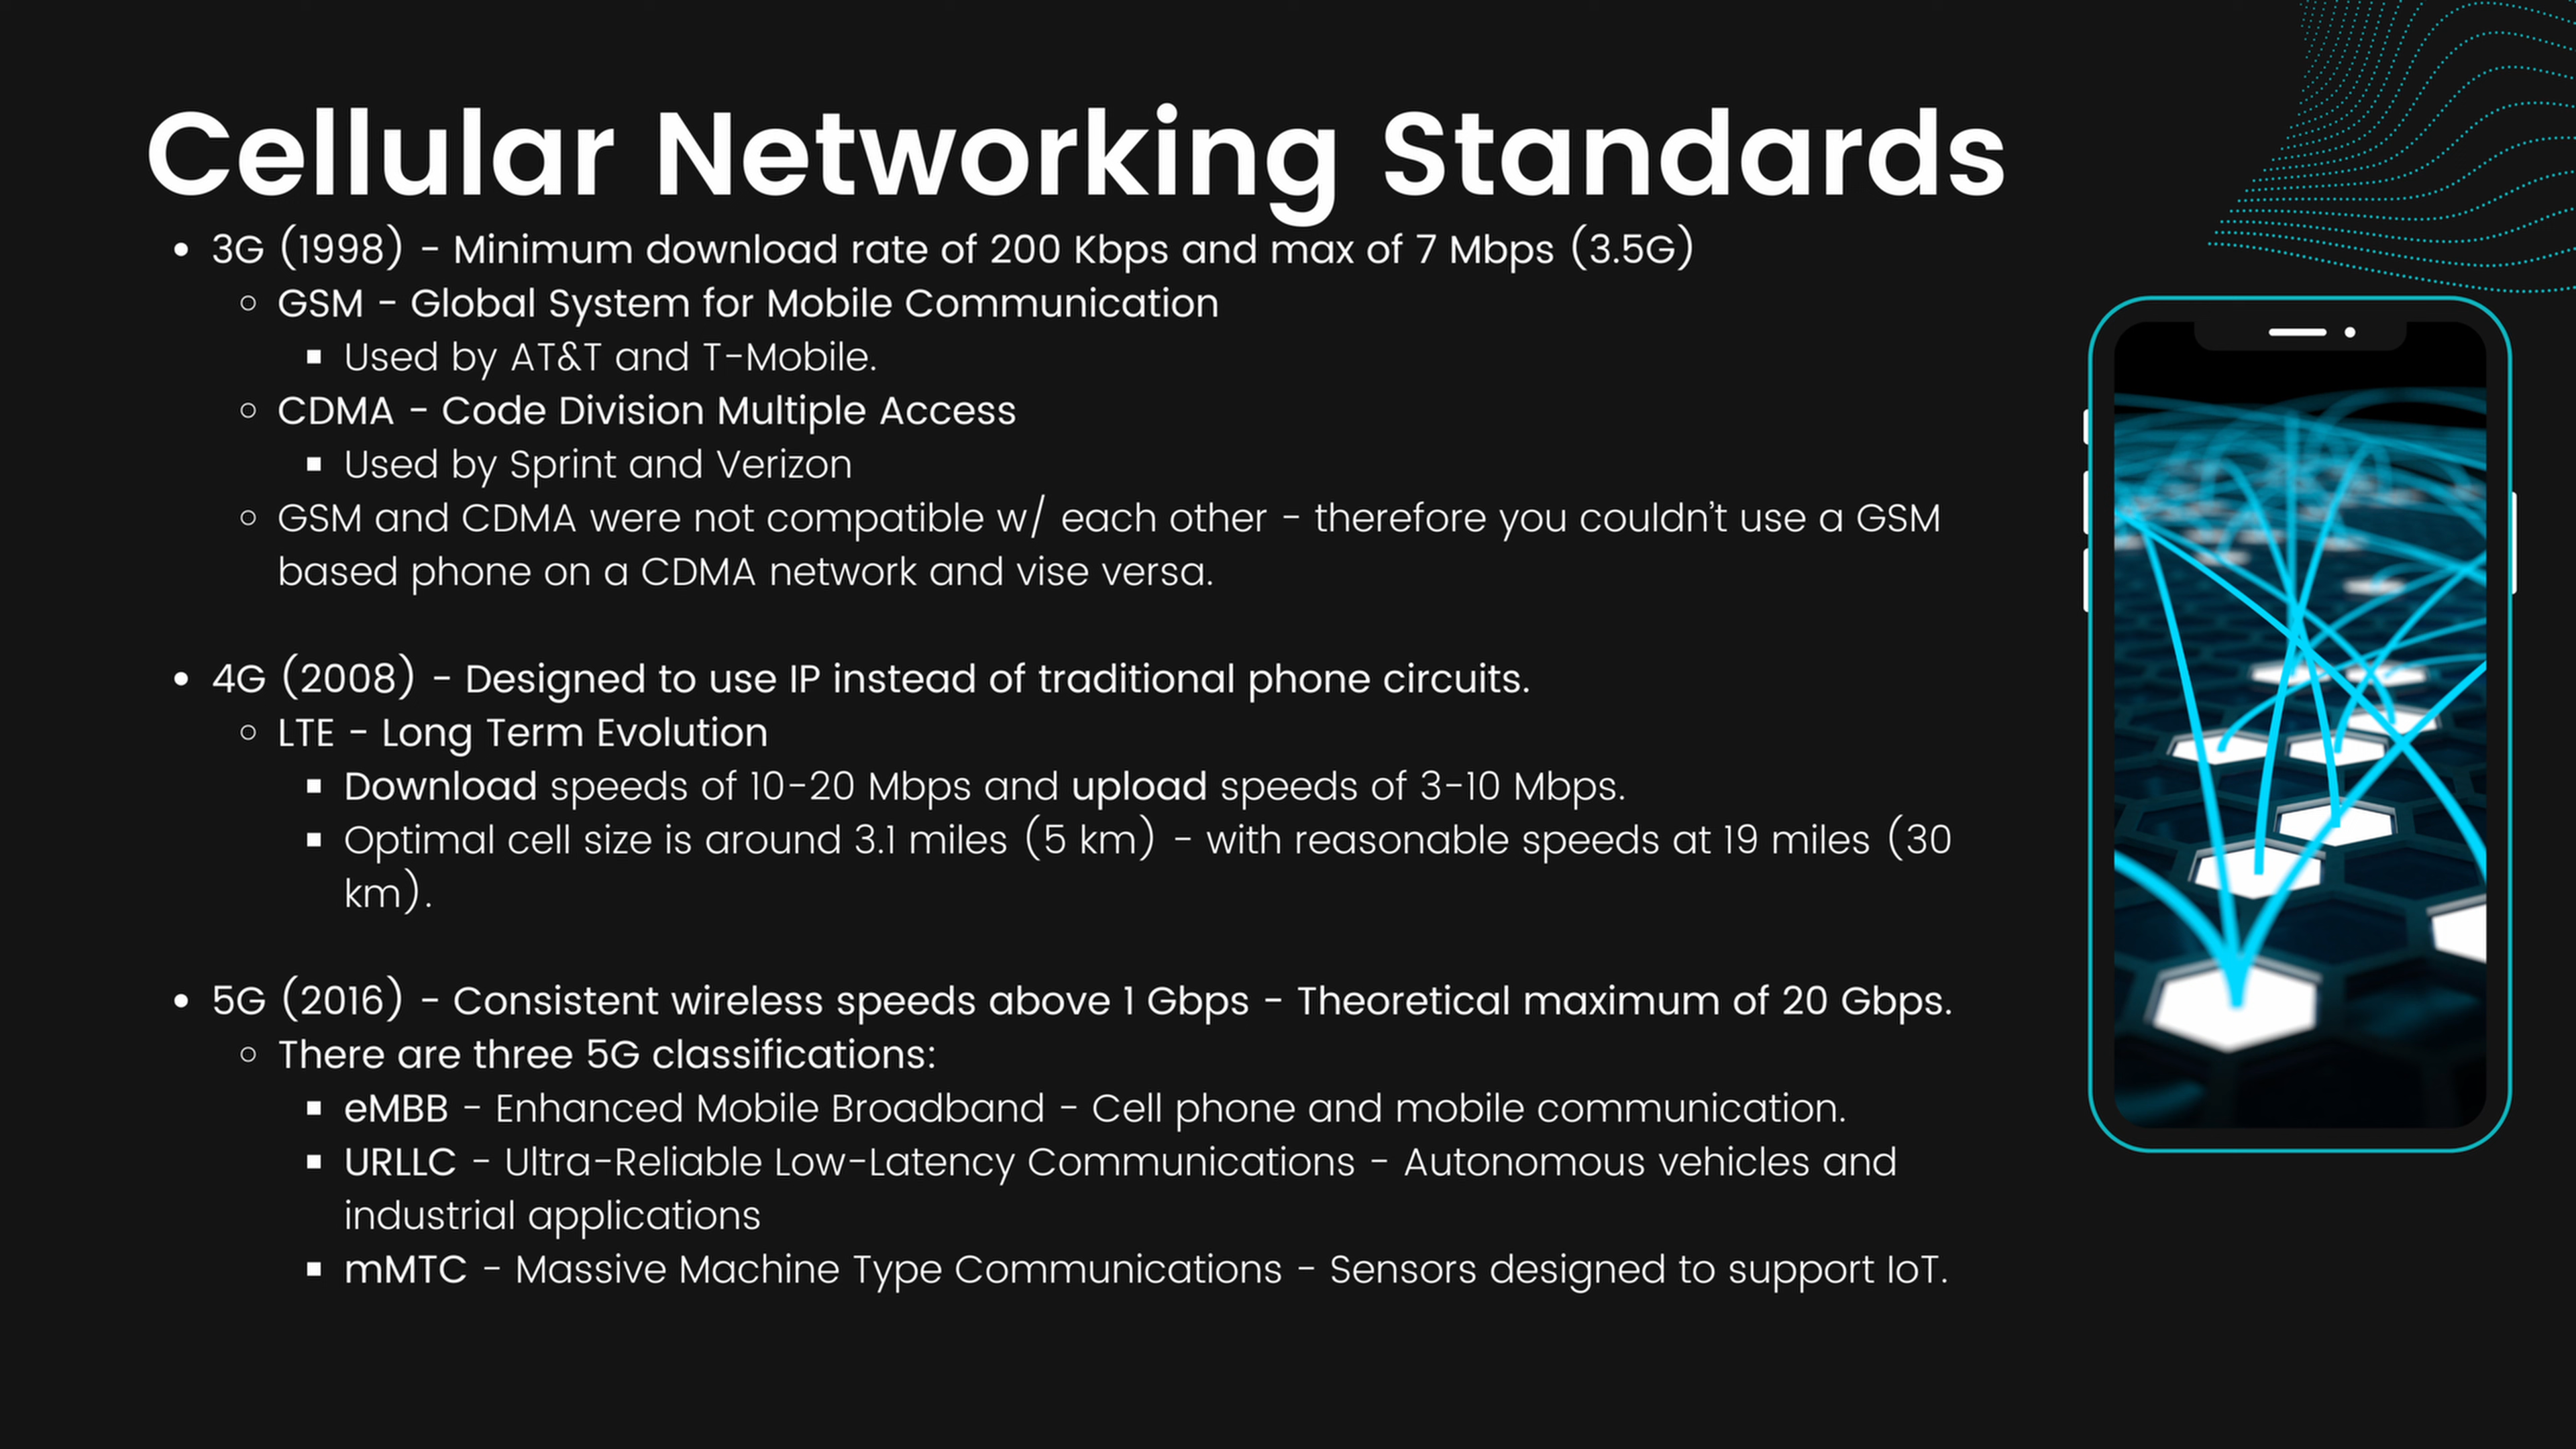 Cellular Networking Standards
• 3G (1998) - Minimum download rate of 200 Kbps and max of 7 Mbps (3.5G)
○ GSM - Global System for Mobile Communication
▪ Used by AT&T and T-Mobile.
○ CDMA - Code Division Multiple Access
▪ Used by Sprint and Verizon
○ GSM and CDMA were not compatible w/ each other - therefore you couldn't use a GSM
based phone on a CDMA network and vise versa.
• 4G (2008) - Designed to use IP instead of traditional phone circuits.
○ LTE - Long Term Evolution
▪ Download speeds of 10-20 Mbps and upload speeds of 3-10 Mbps.
▪ Optimal cell size is around 3.1 miles (5 km) - with reasonable speeds at 19 miles (30
km).
• 5G (2016) - Consistent wireless speeds above 1 Gbps - Theoretical maximum of 20 Gbps.
○ There are three 5G classifications:
▪ eMBB - Enhanced Mobile Broadband - Cell phone and mobile communication.
▪ URLLC - Ultra-Reliable Low-Latency Communications - Autonomous vehicles and
industrial applications
▪ mMTC - Massive Machine Type Communications - Sensors designed to support IoT.